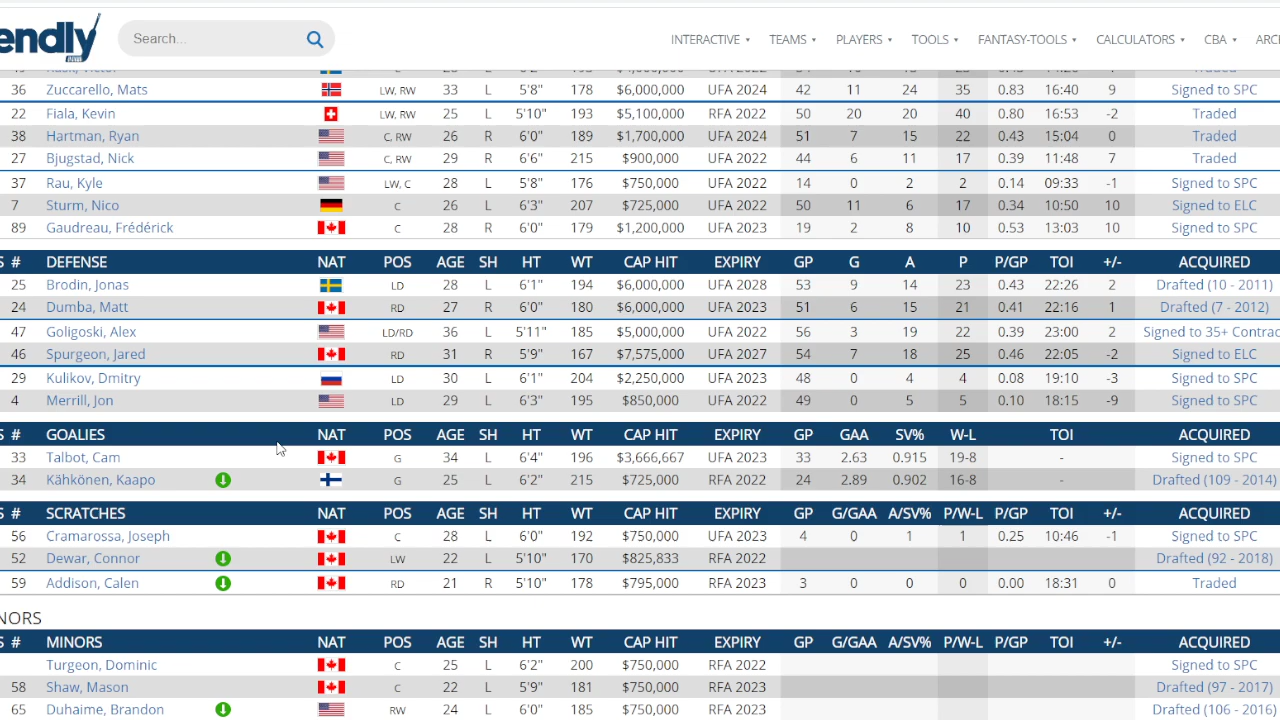 endly Search... INTERACTIVE TEAMS PLAYERS TOOLS FANTASY-TOOLS CALCULATORS CBA
36 Zuccarello, Mats LW, RW 33 L 5'8" 178 $6,000,000 UFA 2024 42 11 24 35 0.83 16:40 9 Signed to SPC
22 Fiala, Kevin LW, RW 25 L 5'10" 193 $5,100,000 RFA 2022 50 20 20 40 0.80 16:53 -2 Traded
38 Hartman, Ryan C, RW 26 R 6'0" 189 $1,700,000 UFA 2024 51 7 15 22 0.43 15:04 0 Traded
27 Bjugstad, Nick C, RW 29 R 6'6" 215 $900,000 UFA 2022 44 6 11 17 0.39 11:48 7 Traded
37 Rau, Kyle LW, C 28 L 5'8" 176 $750,000 UFA 2022 14 0 2 2 0.14 09:33 -1 Signed to SPC
7 Sturm, Nico C 26 L 6'3" 207 $725,000 UFA 2022 50 11 6 17 0.34 10:50 10 Signed to ELC
89 Gaudreau, Frédérick C 28 R 6'0" 179 $1,200,000 UFA 2023 19 2 8 10 0.53 13:03 10 Signed to SPC
S # DEFENSE NAT POS AGE SH HT WT CAP HIT EXPIRY GP G A P P/GP TOI +/- ACQUIRED
25 Brodin, Jonas LD 28 L 6'1" 194 $6,000,000 UFA 2028 53 9 14 23 0.43 22:26 2 Drafted (10 - 2011)
24 Dumba, Matt RD 27 R 6'0" 180 $6,000,000 UFA 2023 51 6 15 21 0.41 22:16 1 Drafted (7 - 2012)
47 Goligoski, Alex LD/RD 36 L 5'11" 185 $5,000,000 UFA 2022 56 3 19 22 0.39 23:00 2 Signed to 35+ Contrac
46 Spurgeon, Jared RD 31 R 5'9" 167 $7,575,000 UFA 2027 54 7 18 25 0.46 22:05 -2 Signed to ELC
29 Kulikov, Dmitry LD 30 L 6'1" 204 $2,250,000 UFA 2023 48 0 4 4 0.08 19:10 -3 Signed to SPC
4 Merrill, Jon LD 29 L 6'3" 195 $850,000 UFA 2022 49 0 5 5 0.10 18:15 -9 Signed to SPC
S # GOALIES NAT POS AGE SH HT WT CAP HIT EXPIRY GP GAA SV% W-L TOI ACQUIRED
33 Talbot, Cam G 34 L 6'4" 196 $3,666,667 UFA 2022 33 2.63 0.915 19-8 - Signed to SPC
34 Kähkönen, Kaapo G 25 L 6'2" 215 $725,000 RFA 2022 24 2.89 0.902 16-8 - Drafted (109 - 2014)
S # SCRATCHES NAT POS AGE SH HT WT CAP HIT EXPIRY GP G/GAA A/SV% P/W-L P/GP TOI +/- ACQUIRED
56 Cramarossa, Joseph C 28 L 6'0" 192 $750,000 UFA 2023 4 0 1 1 0.25 10:46 -1 Signed to SPC
52 Dewar, Connor LW 22 L 5'10" 170 $825,833 RFA 2022 Drafted (92 - 2018)
59 Addison, Calen RD 21 R 5'10" 178 $795,000 RFA 2023 3 0 0 0 0.00 18:31 0 Traded
NORS
S # MINORS NAT POS AGE SH HT WT CAP HIT EXPIRY GP G/GAA A/SV% P/W-L P/GP TOI +/- ACQUIRED
Turgeon, Dominic C 25 L 6'2" 200 $750,000 RFA 2022 Signed to SPC
58 Shaw, Mason C 22 L 5'9" 181 $750,000 RFA 2022 Drafted (97 - 2017)
65 Duhaime, Brandon RW 24 L 6'0" 185 $750,000 RFA 2023 Drafted (106 - 2016)